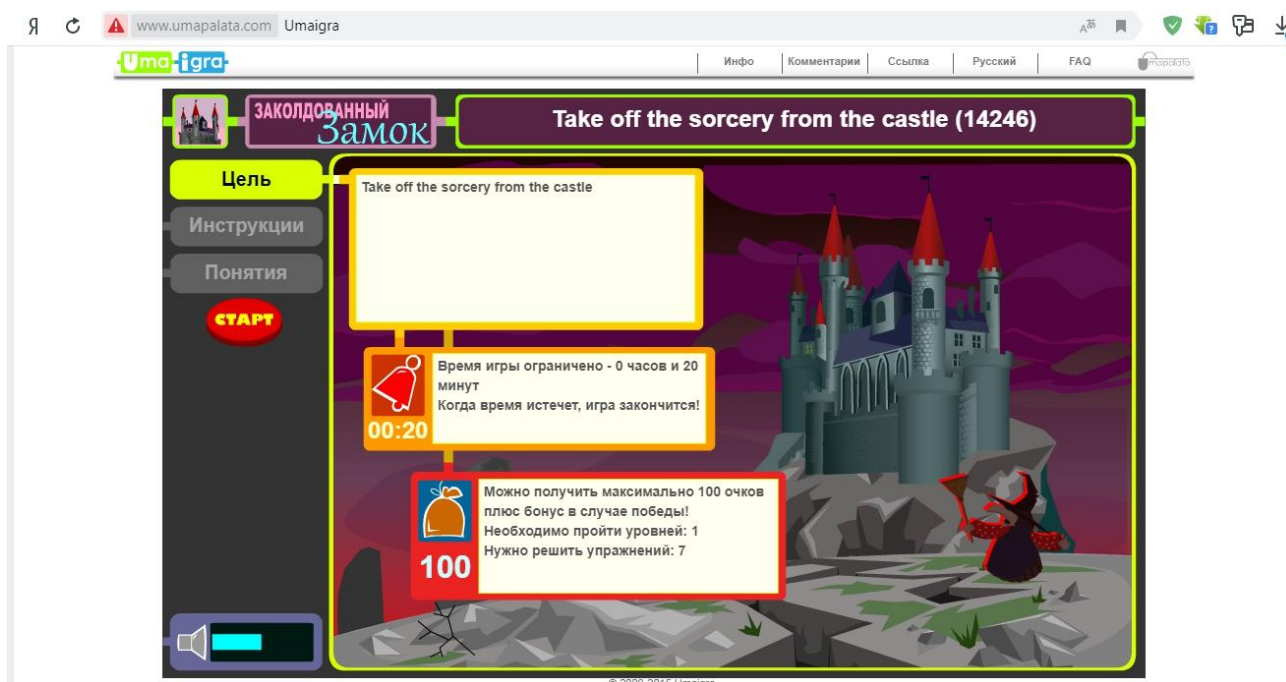 Я www.umapalata.com Umaigra
Uma-igra
Инфо Комментарии Ссылка Русский FAQ mapalata
ЗАКОЛДОВАННЫЙ
Замок
Take off the sorcery from the castle (14246)
Цель
Инструкции
Понятия
СТАРТ
Take off the sorcery from the castle
Время игры ограничено - 0 часов и 20
минут
Когда время истечет, игра закончится!
00:20
Можно получить максимально 100 очков
плюс бонус в случае победы!
Необходимо пройти уровней: 1
Нужно решить упражнений: 7
100